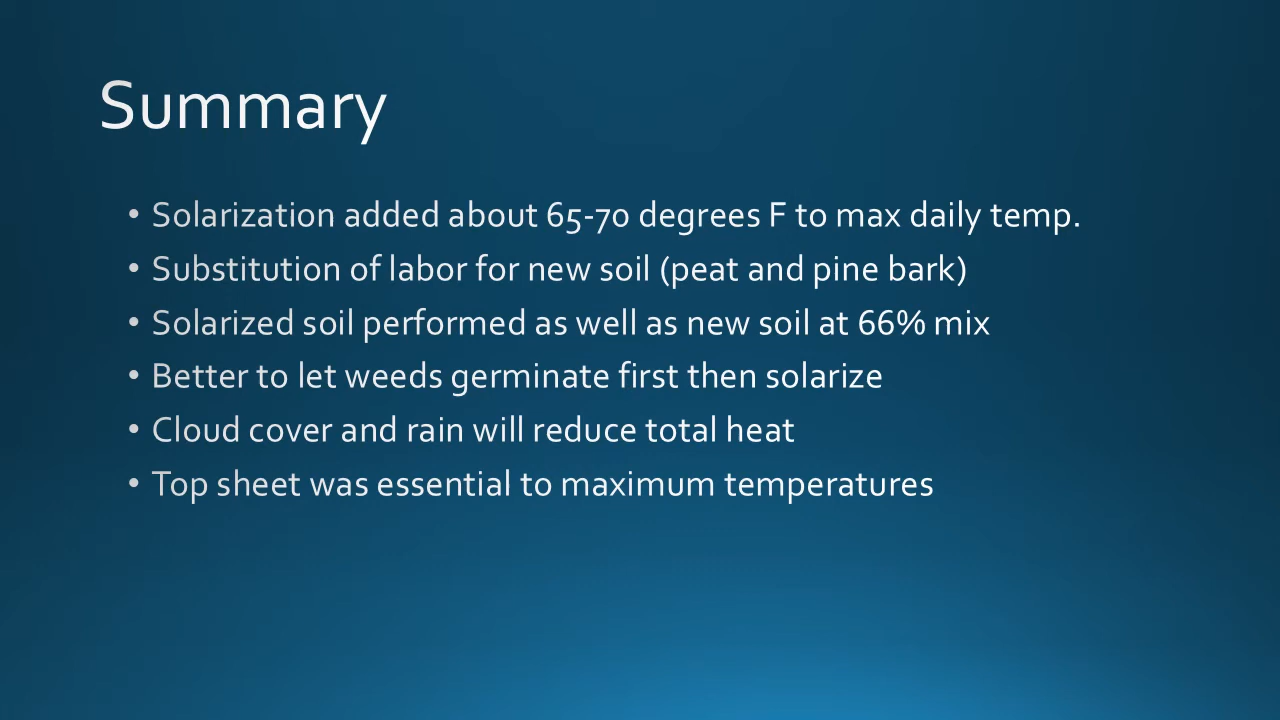 Summary
• Solarization added about 65-70 degrees F to max daily temp.
• Substitution of labor for new soil (peat and pine bark)
• Solarized soil performed as well as new soil at 66% mix
• Better to let weeds germinate first then solarize
• Cloud cover and rain will reduce total heat
• Top sheet was essential to maximum temperatures